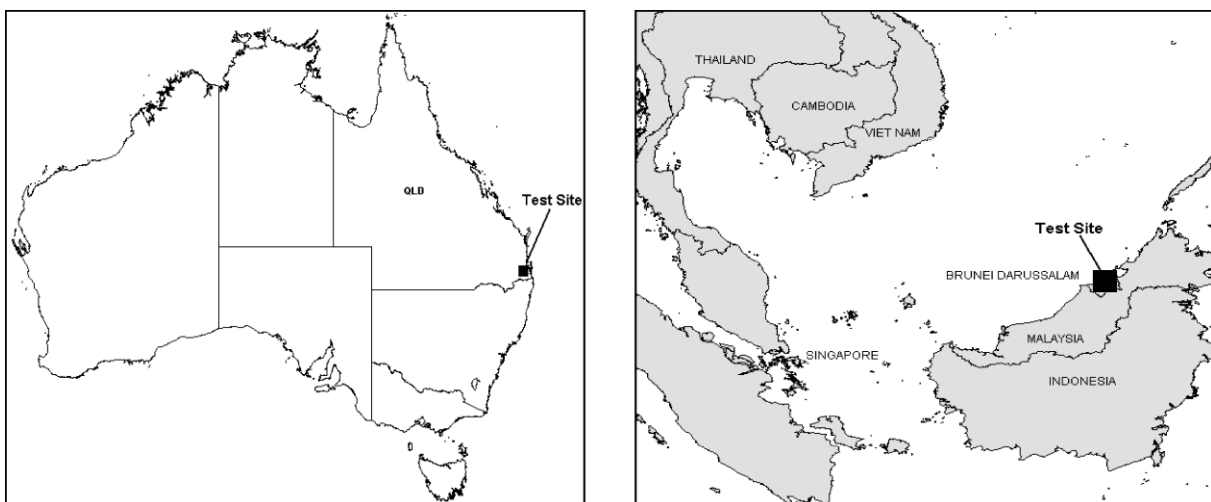 QLD
Test Site
THAILAND
CAMBODIA
VIET NAM
Test Site
BRUNEI DARUSSALAM
MALAYSIA
SINGAPORE
INDONESIA